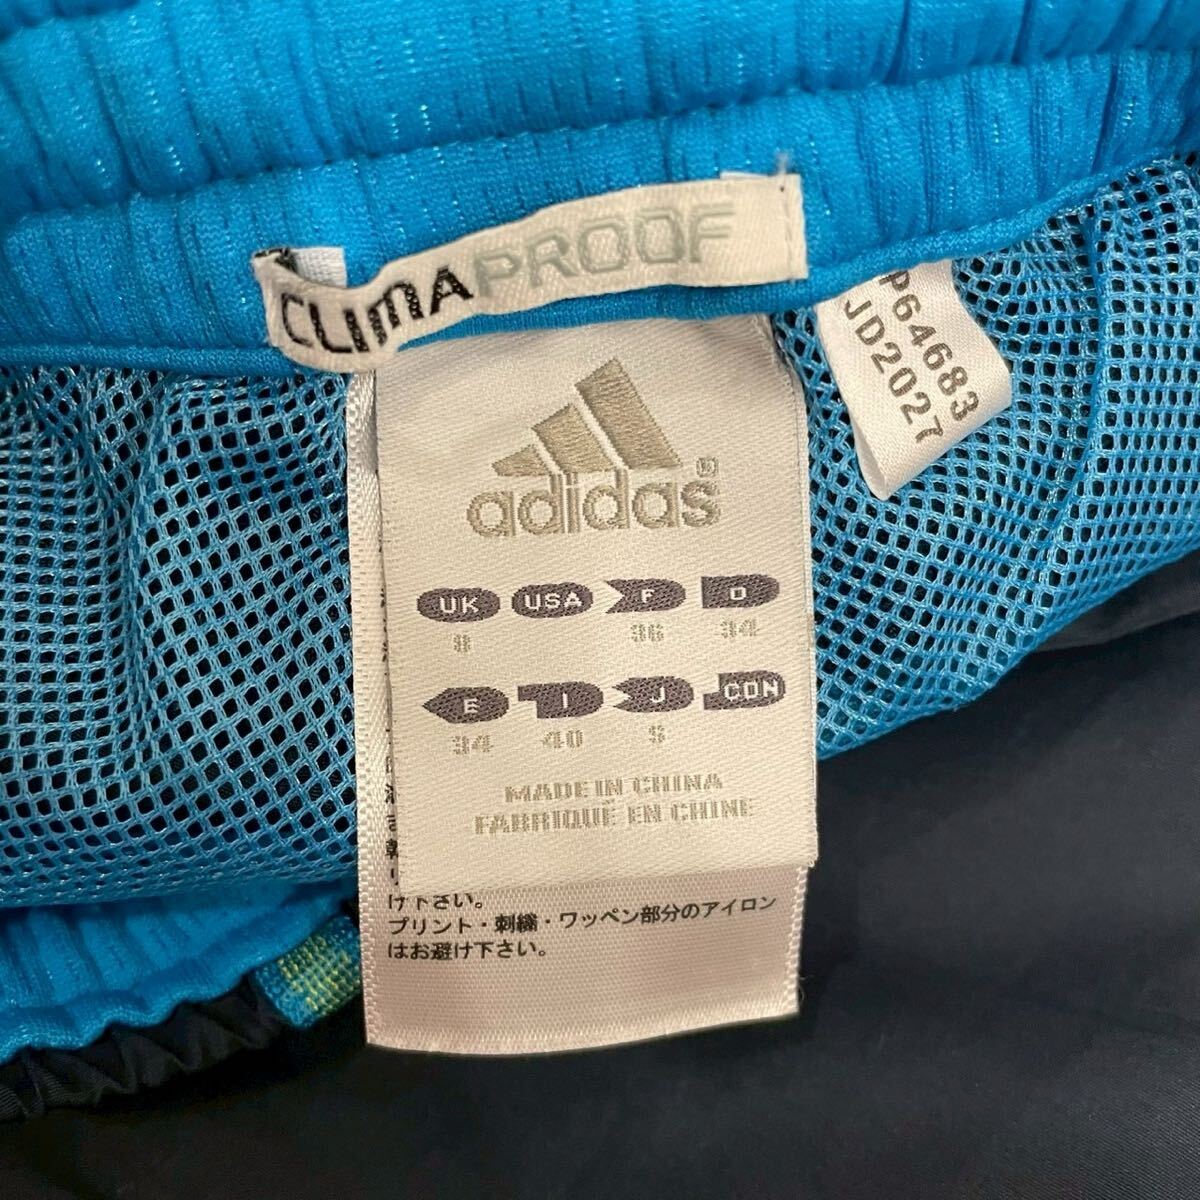 CLIMAPROOF
P64683
JD2027
adidas®
UK USA F D
8 36 34
E I J CDN
34 40 S
MADE IN CHINA
FABRIQUÉ EN CHINE
け下さい。
プリント・刺繍・ワッペン部分のアイロン
はお避け下さい。